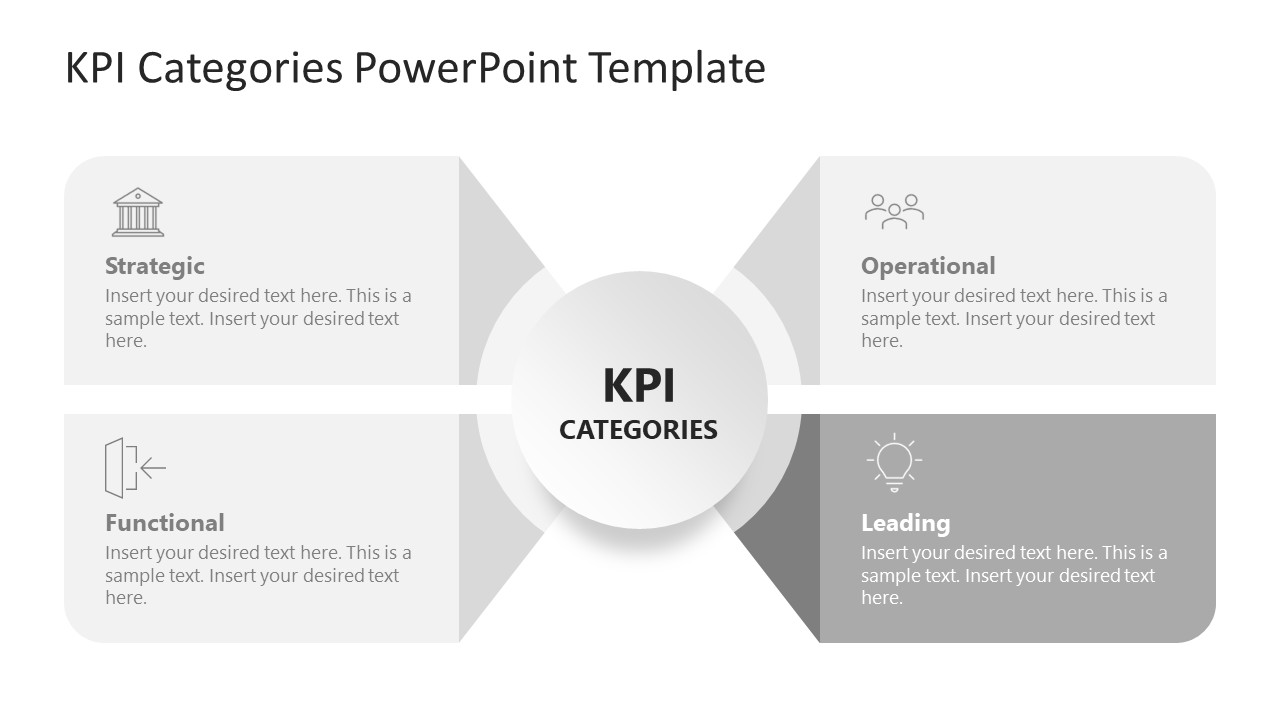 KPI Categories PowerPoint Template
Strategic
Insert your desired text here. This is a
sample text. Insert your desired text
here.
Operational
Insert your desired text here. This is a
sample text. Insert your desired text
here.
KPI
CATEGORIES
Functional
Insert your desired text here. This is a
sample text. Insert your desired text
here.
Leading
Insert your desired text here. This is a
sample text. Insert your desired text
here.